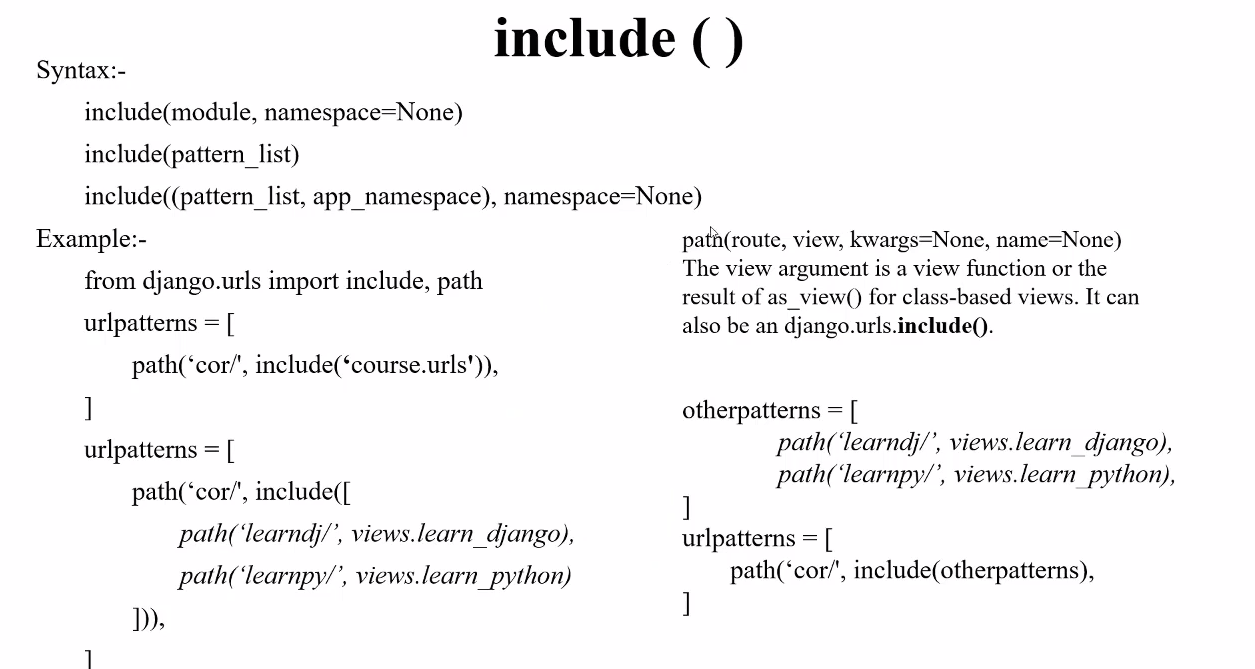 include ( )
Syntax:-
include(module, namespace=None)
include(pattern_list)
include((pattern_list, app_namespace), namespace=None)
Example:-
from django.urls import include, path
urlpatterns = [
path(‘cor/', include(‘course.urls')),
]
urlpatterns = [
path(‘cor/', include([
path(‘learndj/’, views.learn_django),
path(‘learnpy/’, views.learn_python)
])),
]
path(route, view, kwargs=None, name=None)
The view argument is a view function or the
result of as_view() for class-based views. It can
also be an django.urls.include().
otherpatterns = [
path(‘learndj/’, views.learn_django),
path(‘learnpy/’, views.learn_python),
]
urlpatterns = [
path(‘cor/', include(otherpatterns),
]